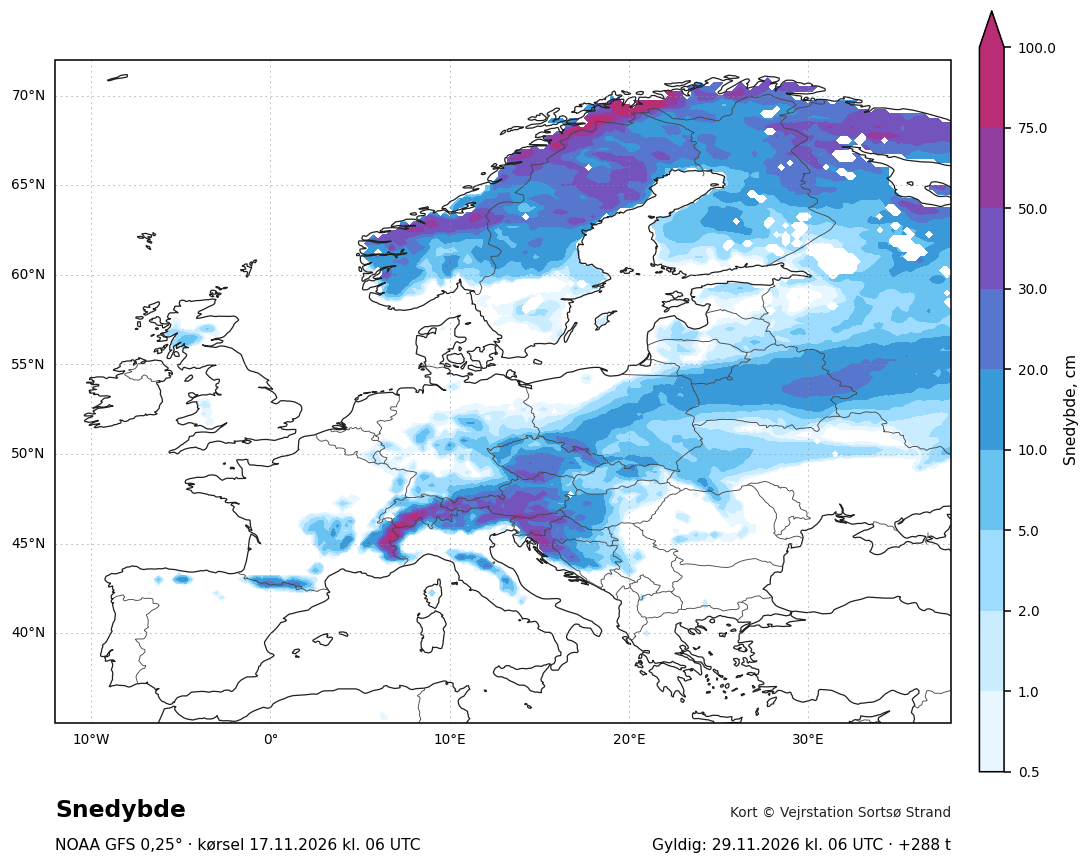 100.0
75.0
50.0
30.0
20.0
10.0
5.0
2.0
1.0
0.5
Snedybde, cm
70°N
65°N
60°N
55°N
50°N
45°N
40°N
10°W
0°
10°E
20°E
30°E
Snedybde
Kort © Vejrstation Sortsø Strand
NOAA GFS 0,25° · kørsel 17.11.2026 kl. 06 UTC
Gyldig: 29.11.2026 kl. 06 UTC · +288 t